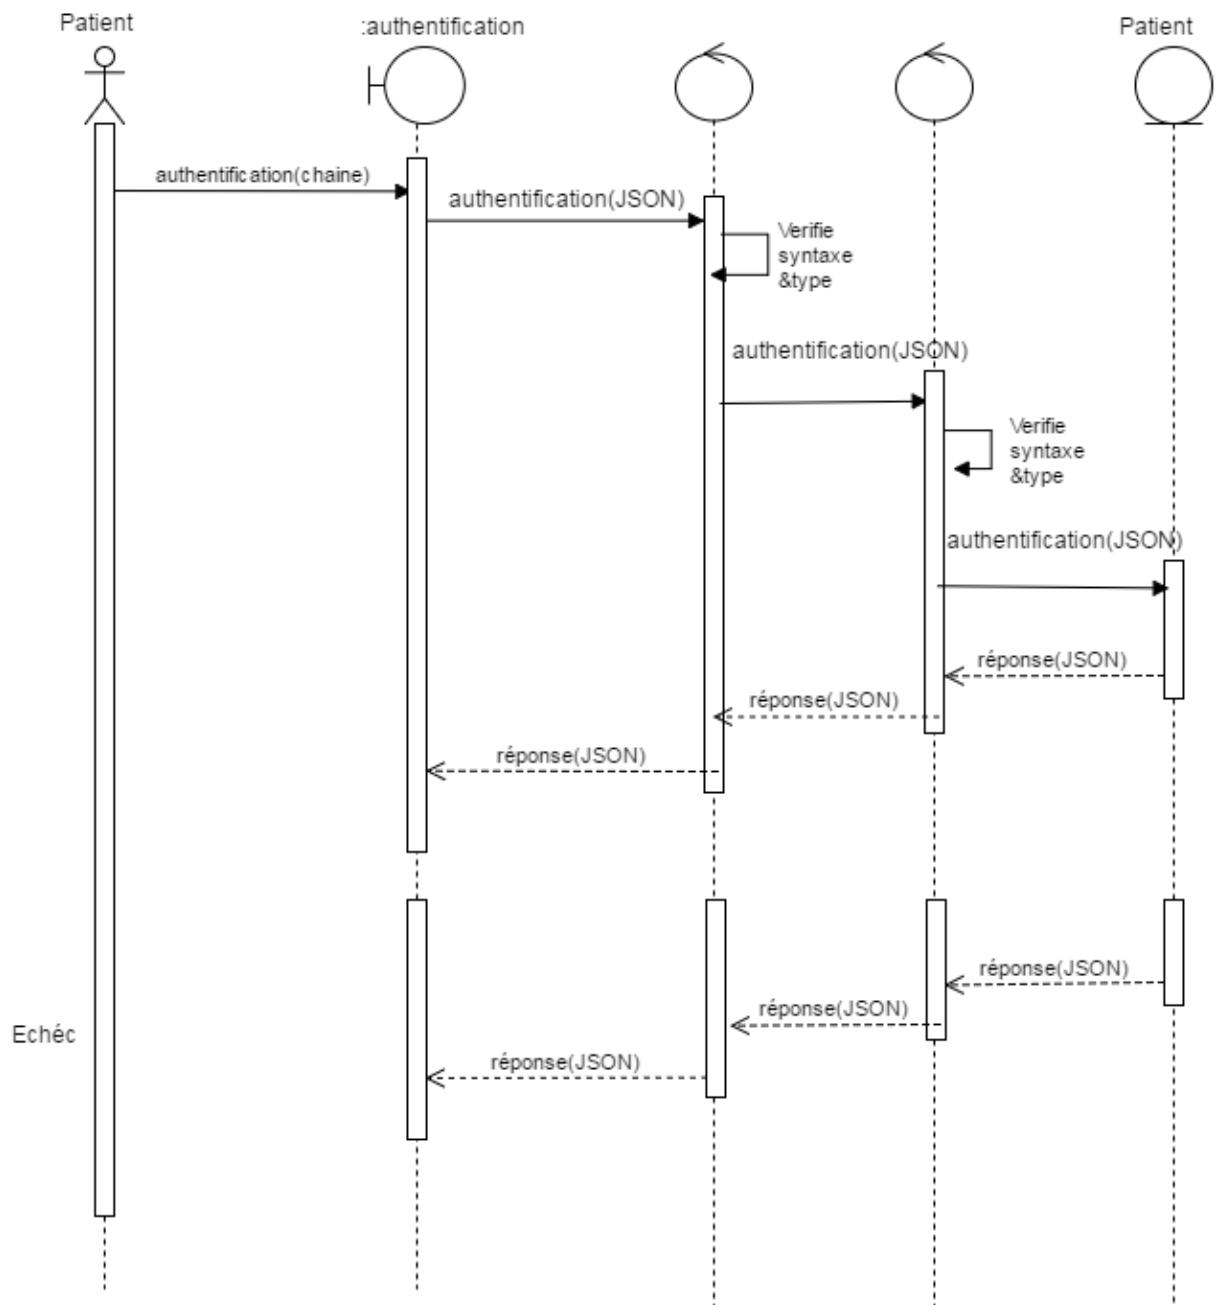 Patient
:authentification
Patient
authentification(chaine)
authentification(JSON)
Verifie
syntaxe
&type
authentification(JSON)
Verifie
syntaxe
&type
authentification(JSON)
réponse(JSON)
réponse(JSON)
réponse(JSON)
réponse(JSON)
réponse(JSON)
Echéc
réponse(JSON)